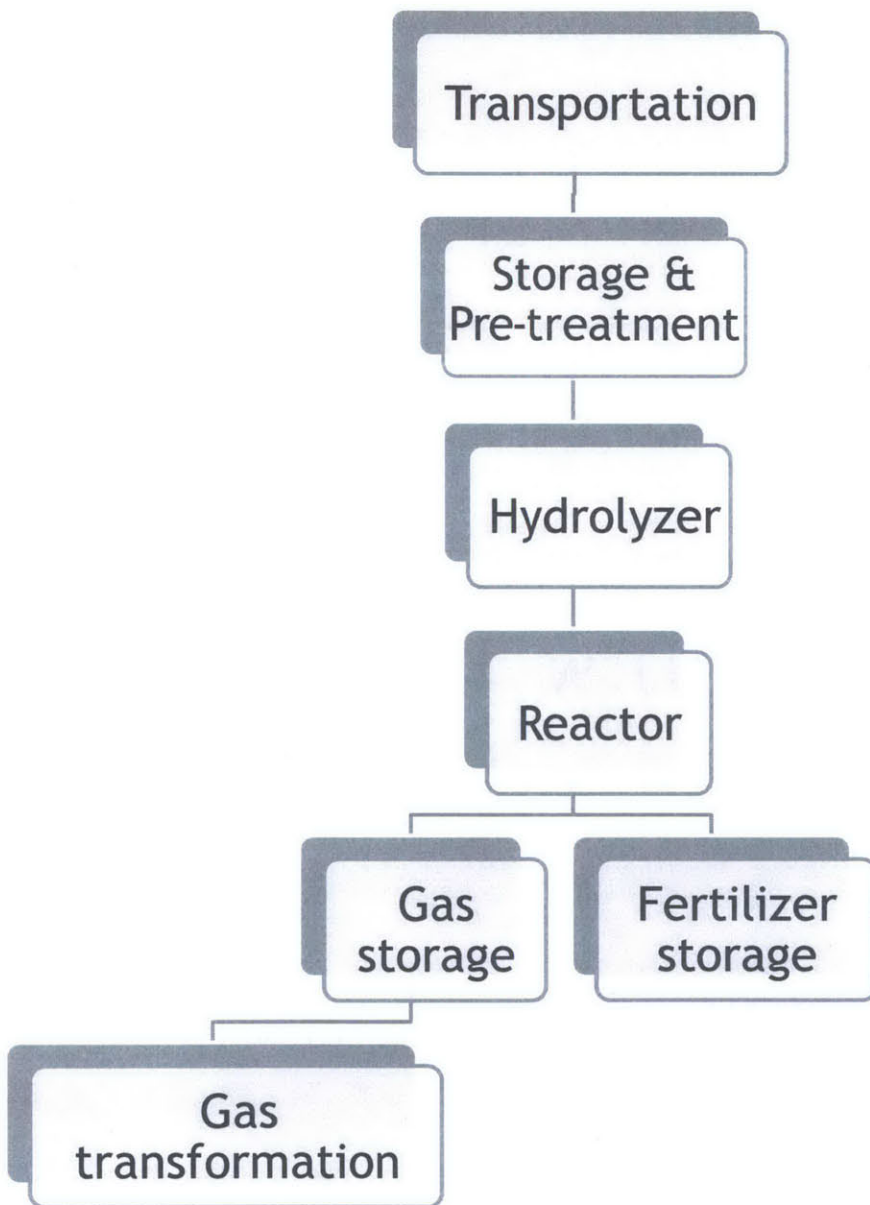 Transportation
Storage &
Pre-treatment
Hydrolyzer
Reactor
Gas
storage
Fertilizer
storage
Gas
transformation